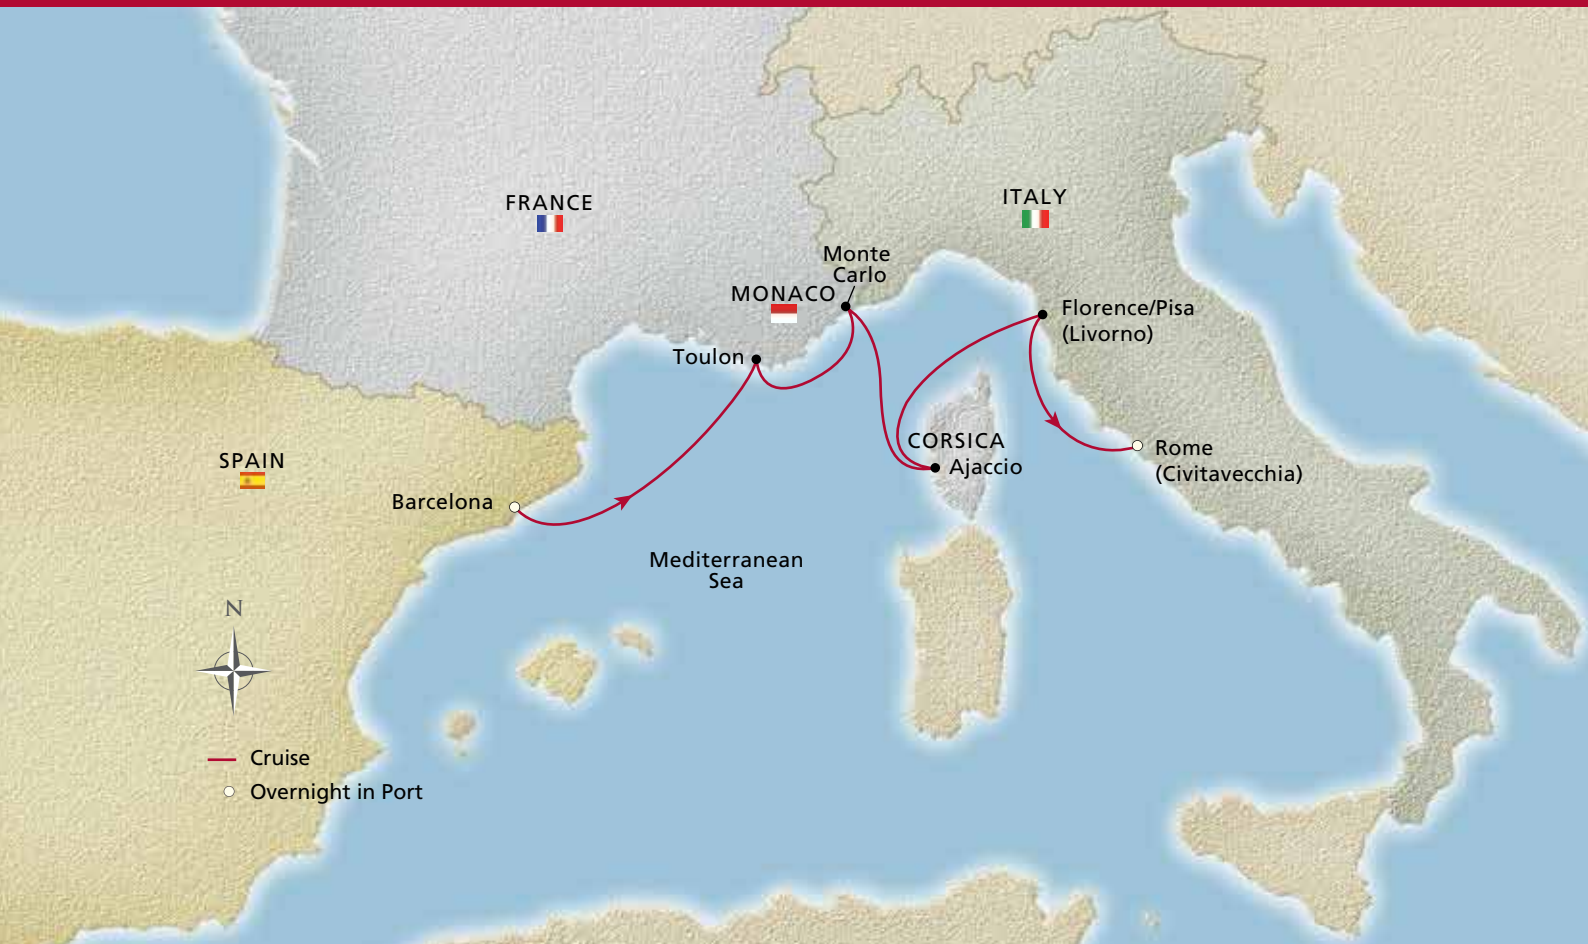 FRANCE
ITALY
Monte
Carlo
MONACO
Florence/Pisa
(Livorno)
Toulon
CORSICA
Ajaccio
Rome
(Civitavecchia)
SPAIN
Barcelona
Mediterranean
Sea
N
Cruise
Overnight in Port